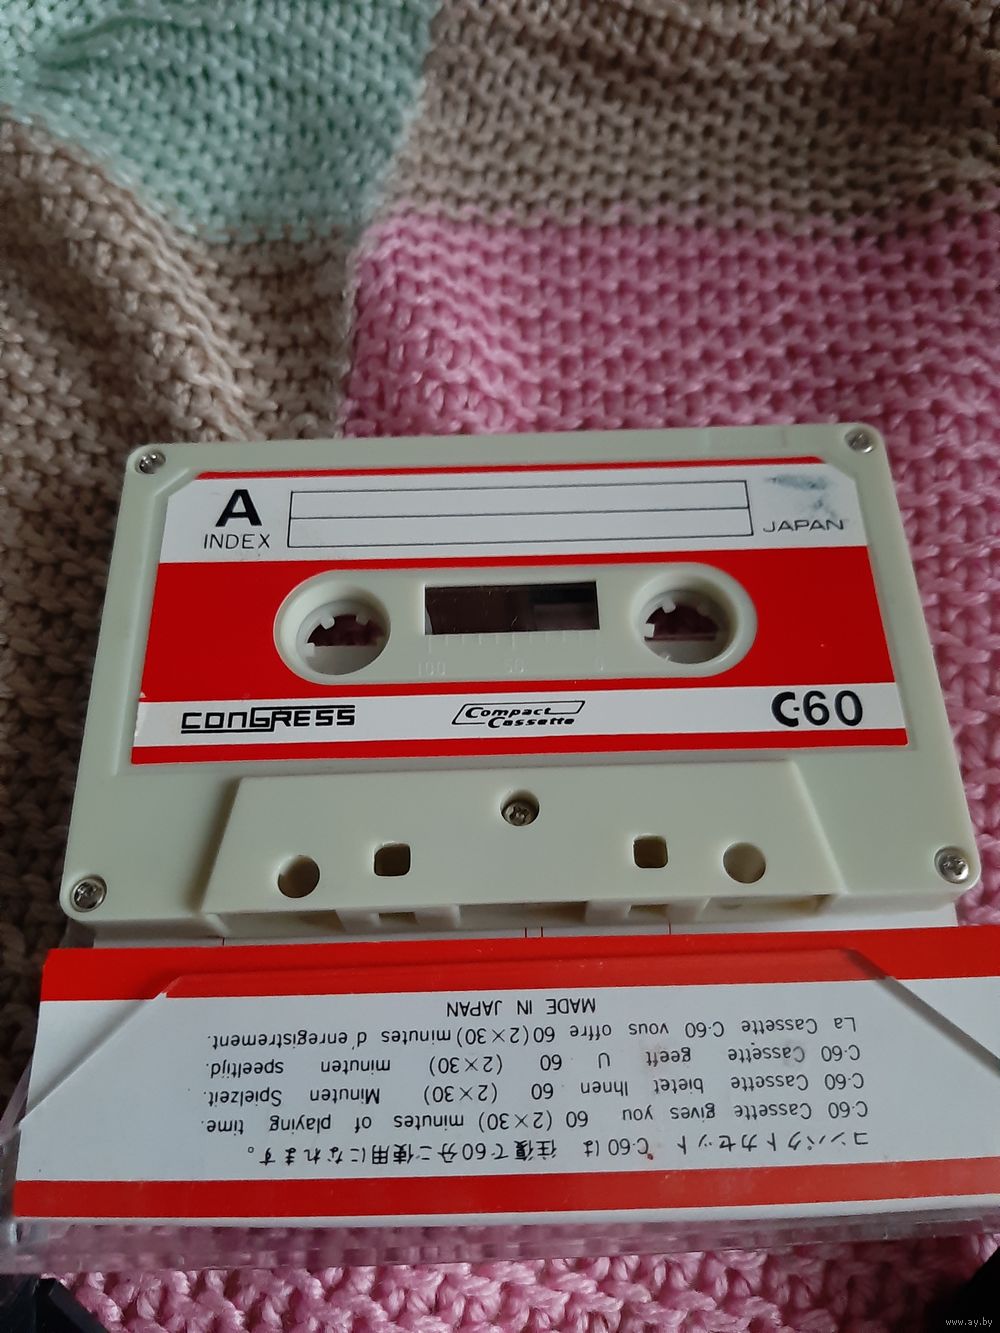 A
INDEX
JAPAN
100 50 0
CONGRESS
Compact
Cassette
C-60
コンパクトカセット C-60は 往復で60分ご使用になれます。
C-60 Cassette gives you 60 (2×30) minutes of playing time.
C-60 Cassette bietet Ihnen 60 (2×30) Minuten Spielzeit.
C-60 Cassette geeft U 60 (2×30) minuten speeltijd.
La Cassette C-60 vous offre 60 (2×30) minutes d'enregistrement.
MADE IN JAPAN
www.ay.by